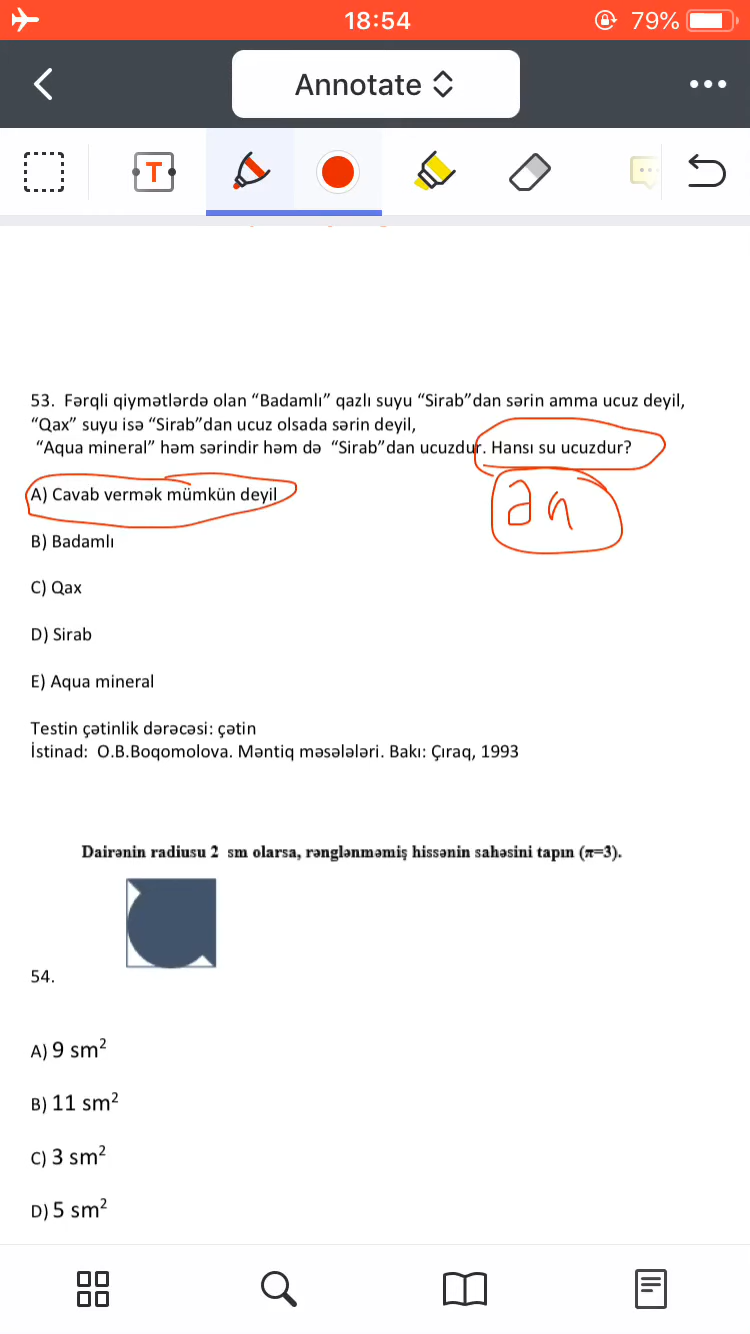 18:54
79%
Annotate
T
53. Fərqli qiymətlərdə olan “Badamlı” qazlı suyu “Sirab”dan sərin amma ucuz deyil,
“Qax” suyu isə “Sirab”dan ucuz olsada sərin deyil,
“Aqua mineral” həm sərindir həm də “Sirab”dan ucuzdur. Hansı su ucuzdur?
A) Cavab vermək mümkün deyil
ən
B) Badamlı
C) Qax
D) Sirab
E) Aqua mineral
Testin çətinlik dərəcəsi: çətin
İstinad: O.B.Boqomolova. Məntiq məsələləri. Bakı: Çıraq, 1993
Dairənin radiusu 2 sm olarsa, rənglənməmiş hissənin sahəsini tapın (π=3).
54.
A) 9 sm²
B) 11 sm²
C) 3 sm²
D) 5 sm²